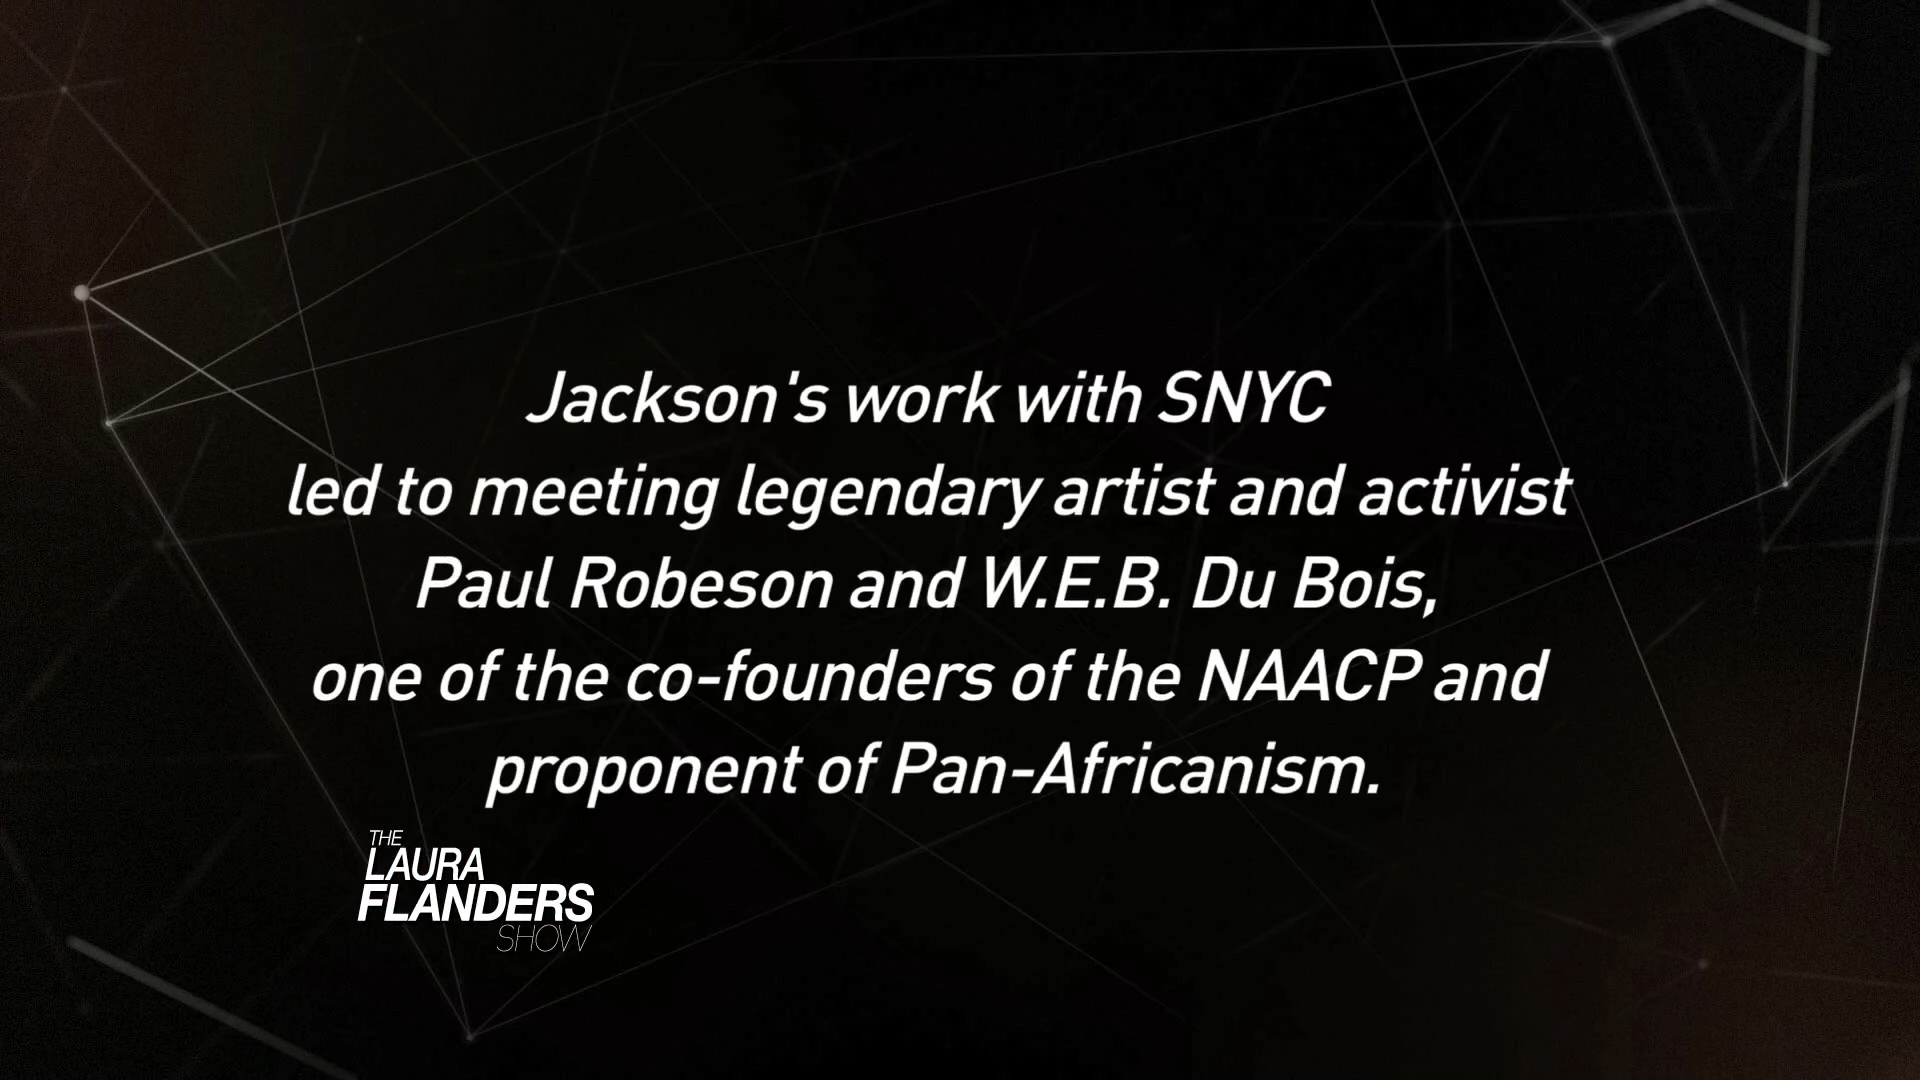 Jackson's work with SNYC
led to meeting legendary artist and activist
Paul Robeson and W.E.B. Du Bois,
one of the co-founders of the NAACP and
proponent of Pan-Africanism.
THE
LAURA
FLANDERS
SHOW